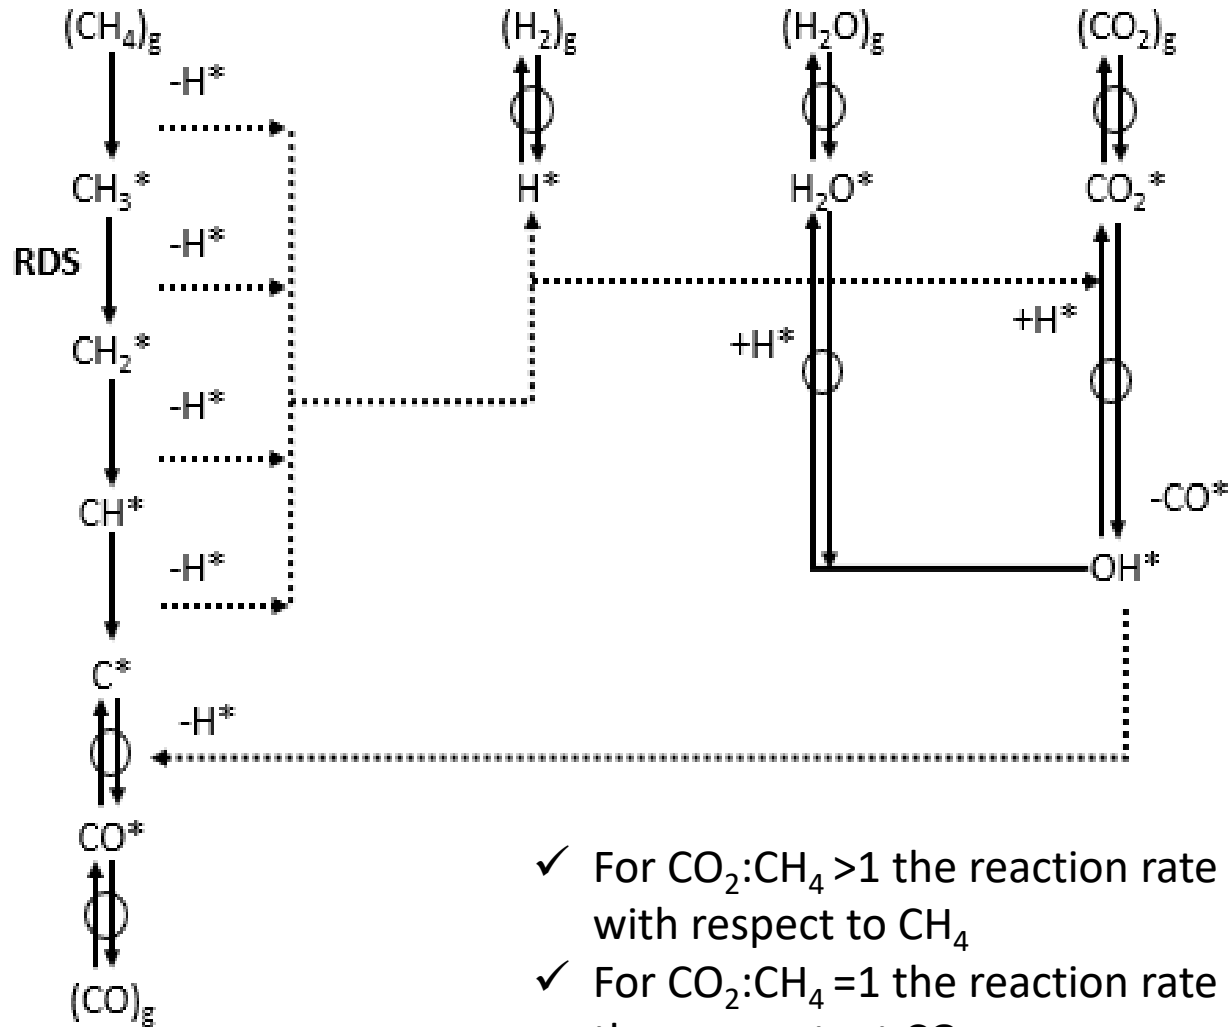 (CH₄)g (H₂)g (H₂O)g (CO₂)g
-H*
CH₃* H* H₂O* CO₂*
RDS -H*
+H*
CH₂* +H*
-H*
-CO*
CH*
-H* OH*
C*
-H*
CO*
✓ For CO₂:CH₄ >1 the reaction rate
with respect to CH₄
✓ For CO₂:CH₄ =1 the reaction rate
(CO)g